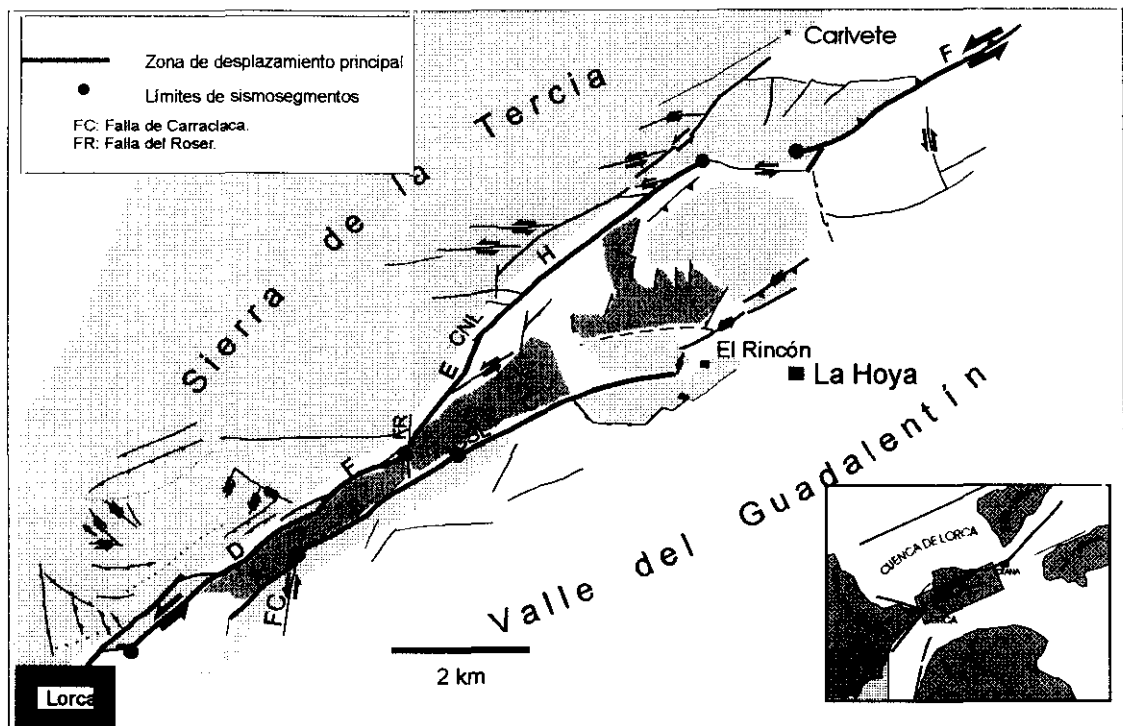 Zona de desplazamiento principal
Límites de sismosegmentos
FC: Falla de Carraclaca.
FR: Falla del Roser.
Carivete
F
Sierra de la Tercia
H
CNL
E
El Rincón
La Hoya
FR
F
D
FC
Valle del Guadalentín
2 km
Lorca
CUENCA DE LORCA